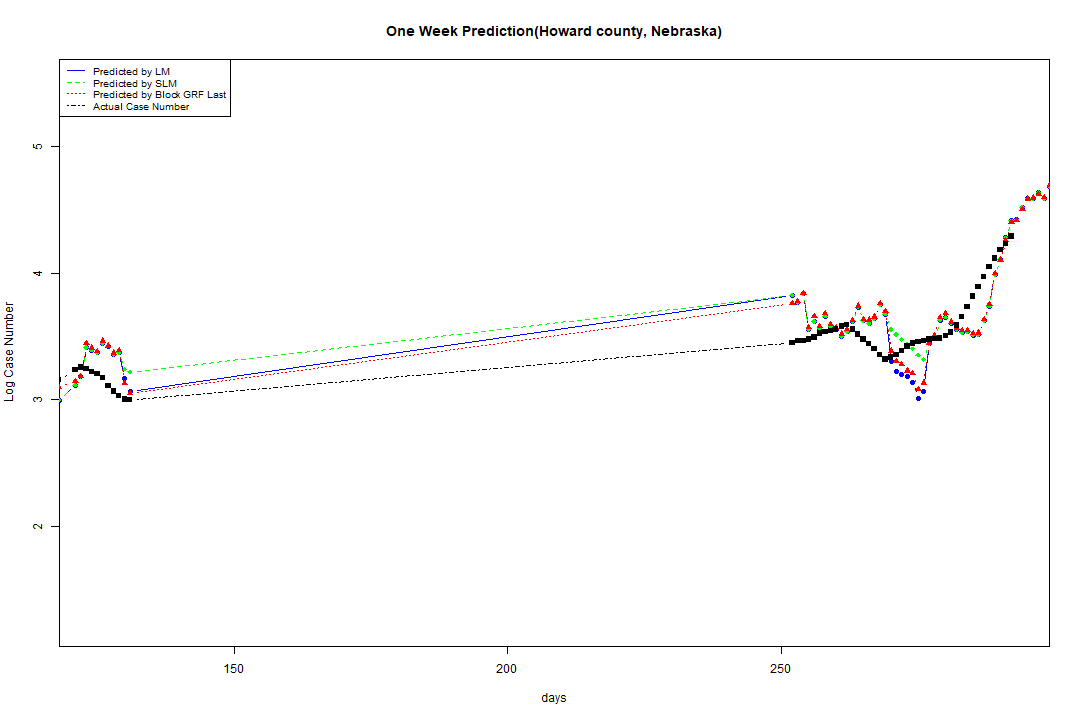 One Week Prediction(Howard county, Nebraska)
Predicted by LM
Predicted by SLM
Predicted by Block GRF Last
Actual Case Number
Log Case Number
5
4
3
2
150
200
250
days